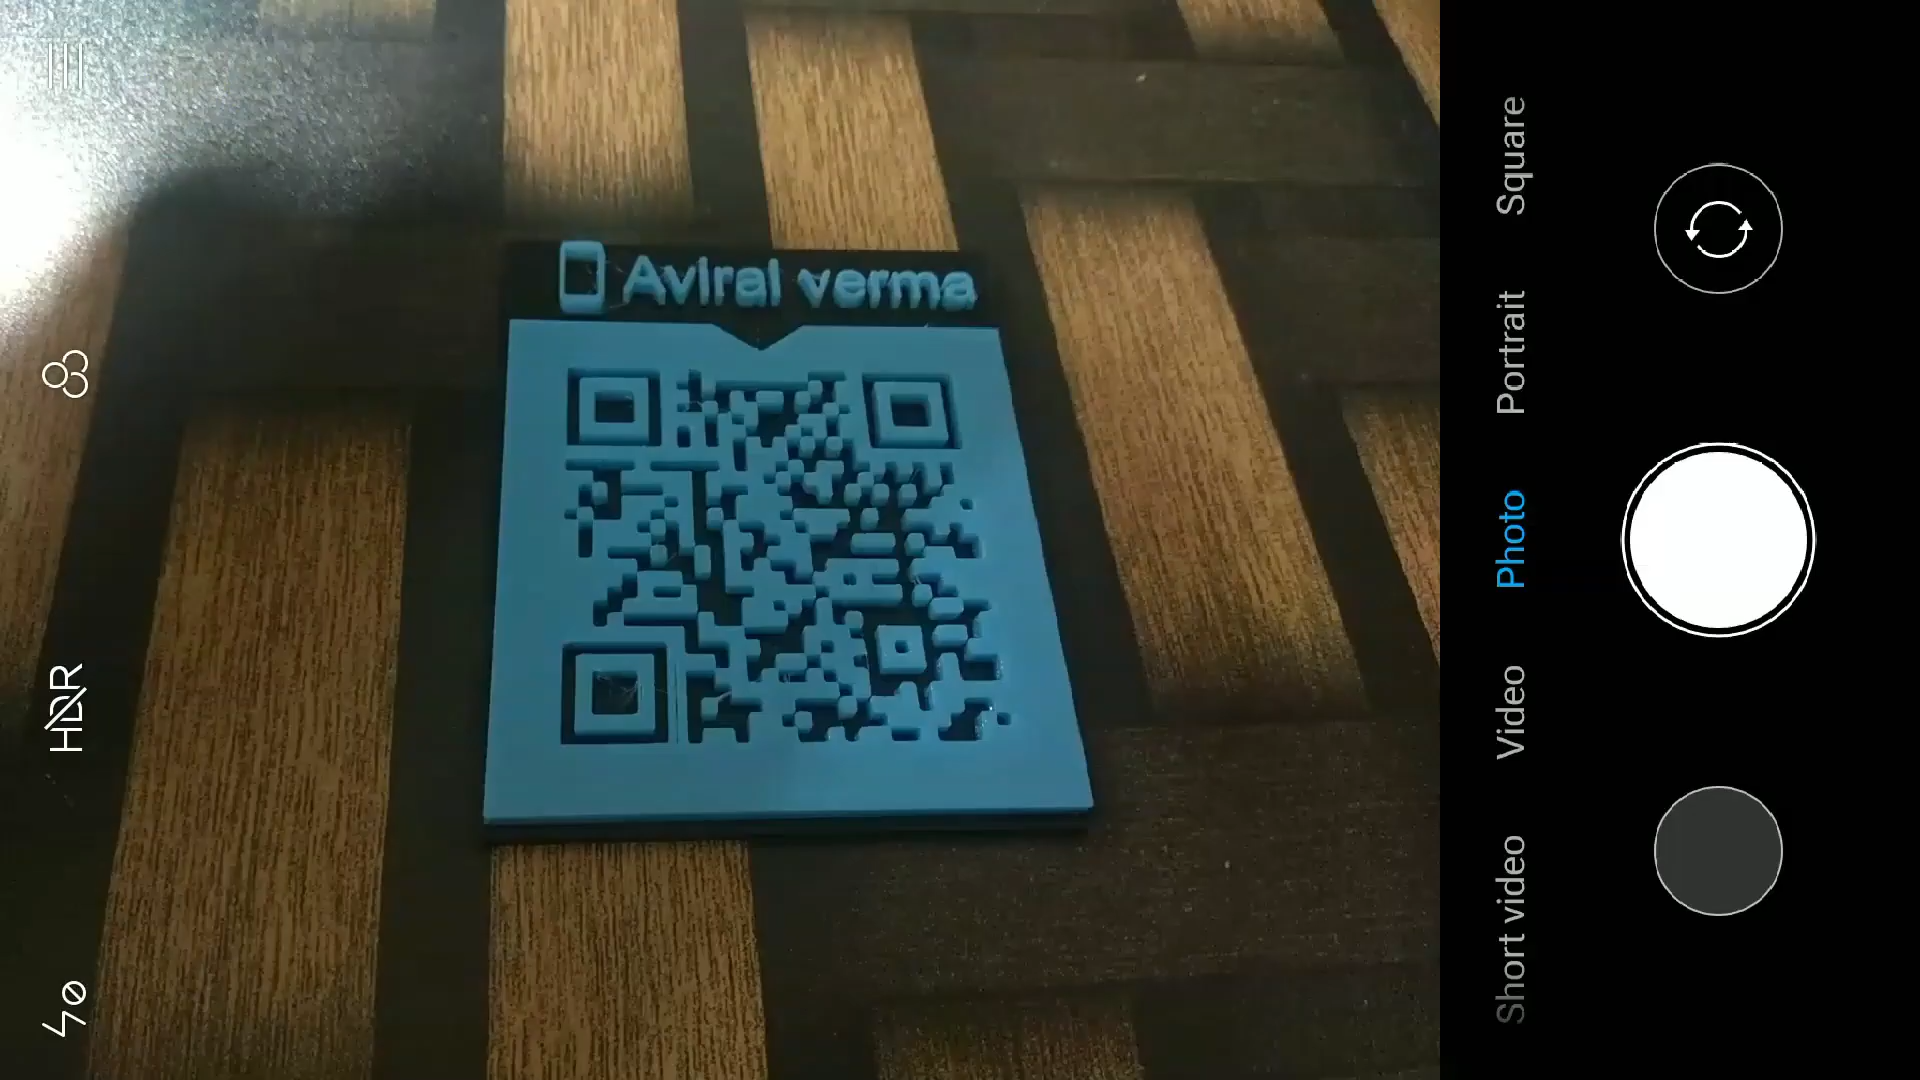 Aviral verma
HDR
Square
Portrait
Photo
Video
Short video